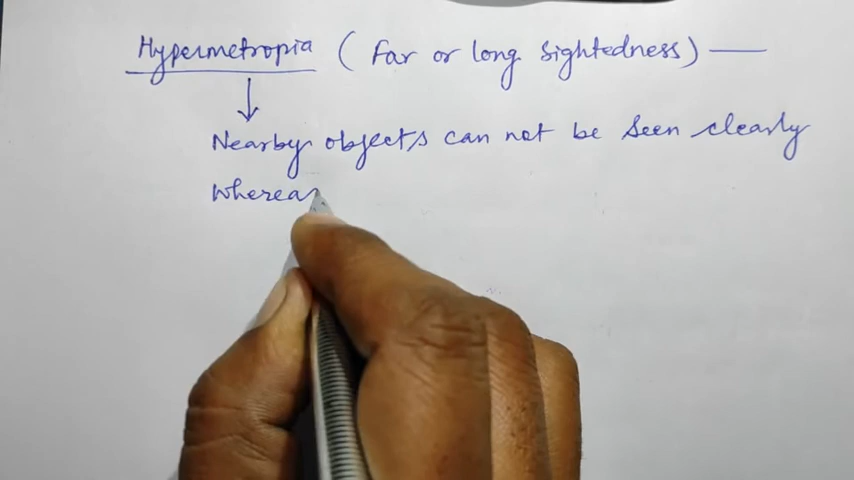 Hypermetropia ( Far or long sightedness) —
Nearby objects can not be seen clearly
Whereas